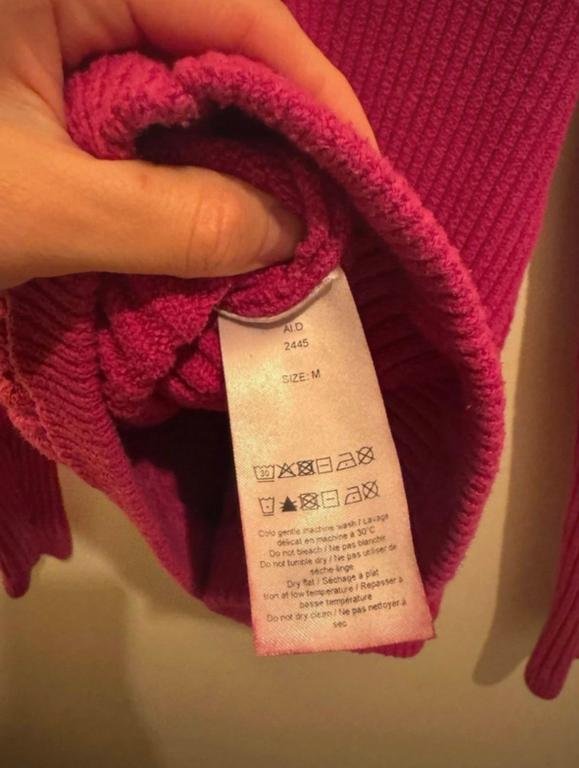 AI.D
2445
SIZE: M
30
Cold gentle machine wash / Lavage
délicat en machine à 30°C
Do not bleach / Ne pas blanchir
Do not tumble dry / Ne pas utiliser de
sèche-linge
Dry flat / Séchage à plat
Iron at low temperature / Repasser à
basse température
Do not dry clean / Ne pas nettoyer à
sec